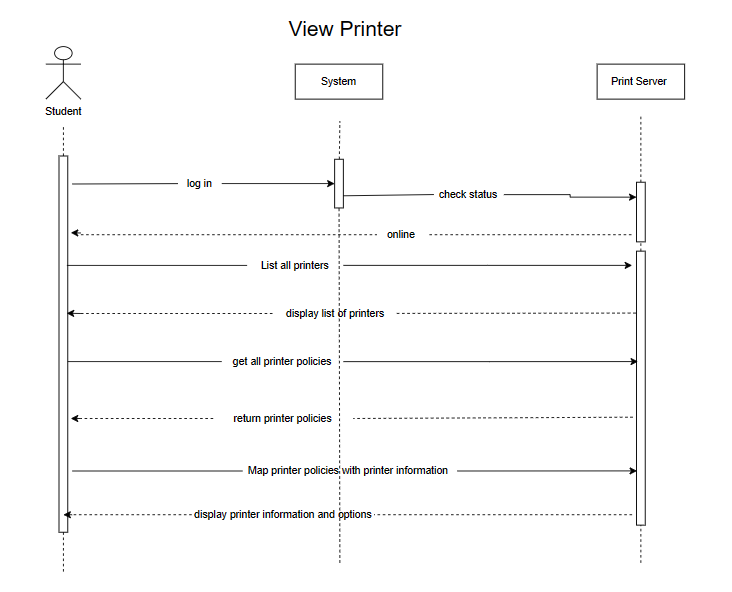 View Printer
System
Print Server
Student
log in
check status
online
List all printers
display list of printers
get all printer policies
return printer policies
Map printer policies with printer information
display printer information and options